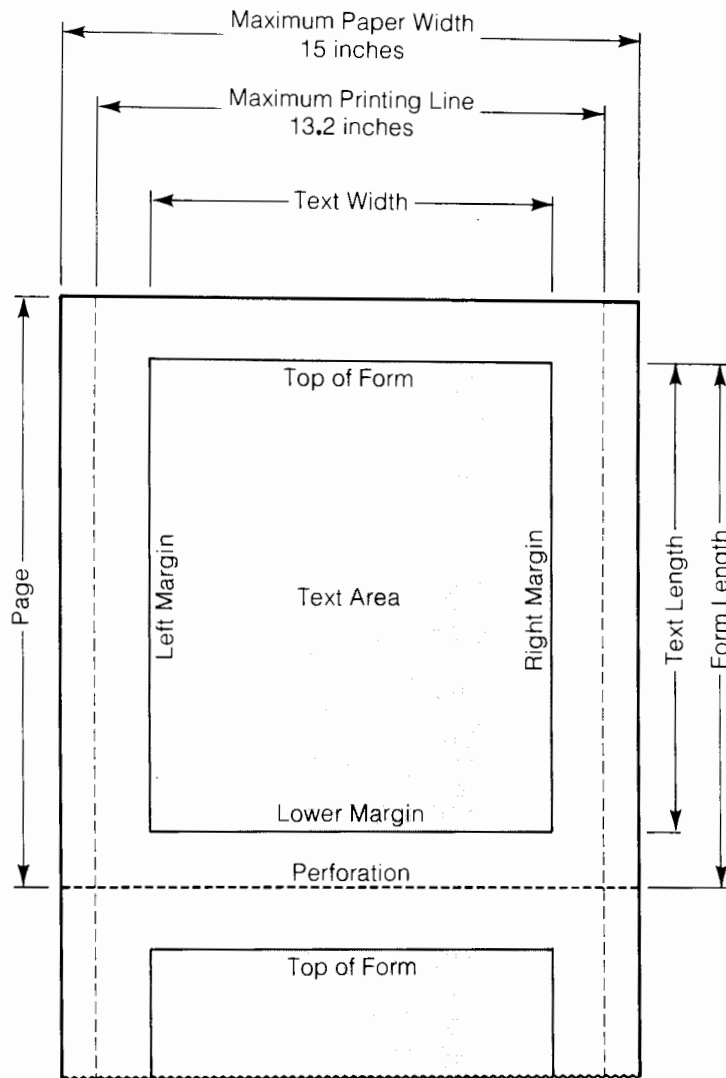 Maximum Paper Width
15 inches
Maximum Printing Line
13.2 inches
Text Width
Top of Form
Page
Left Margin
Text Area
Right Margin
Text Length
Form Length
Lower Margin
Perforation
Top of Form